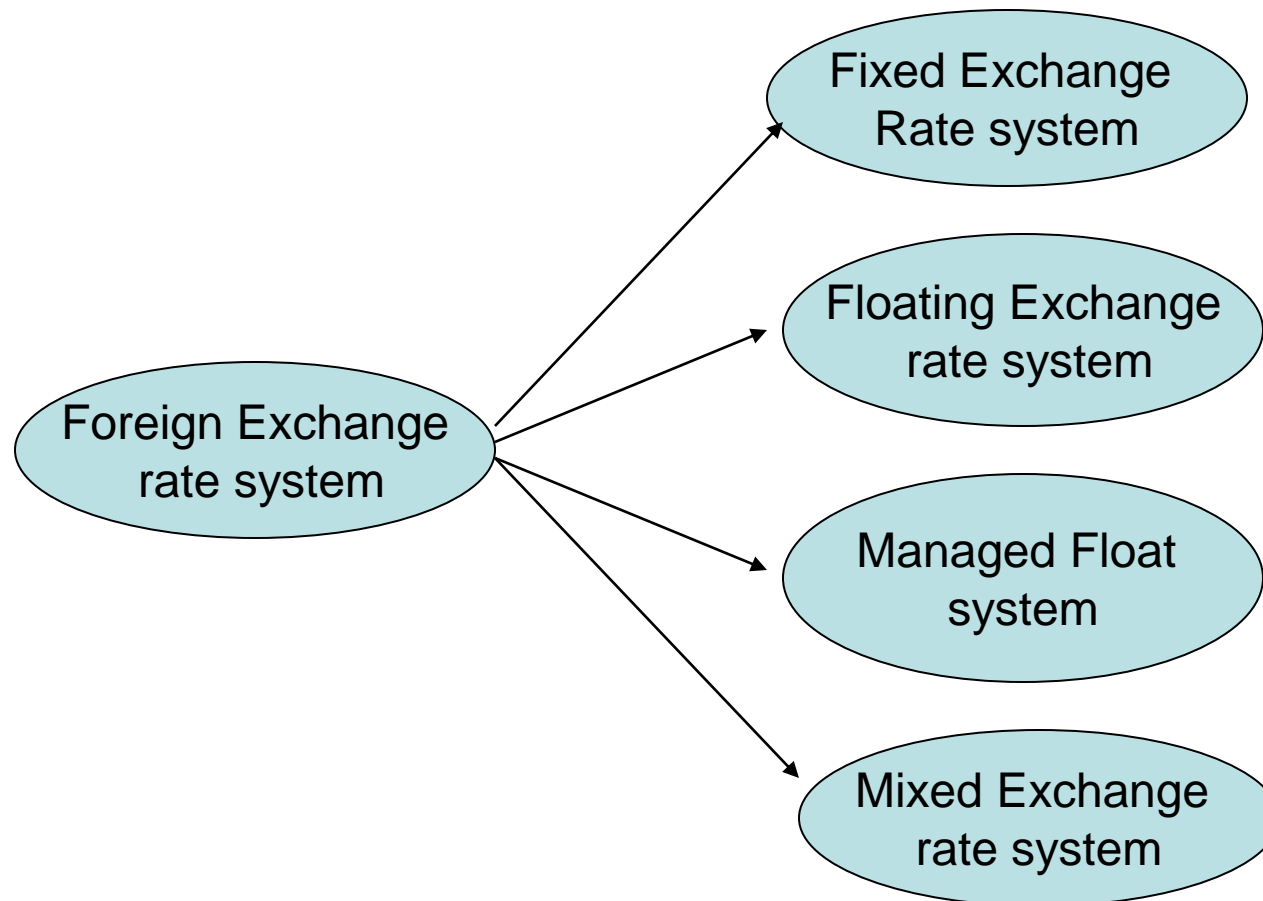 Fixed Exchange
Rate system
Floating Exchange
rate system
Foreign Exchange
rate system
Managed Float
system
Mixed Exchange
rate system